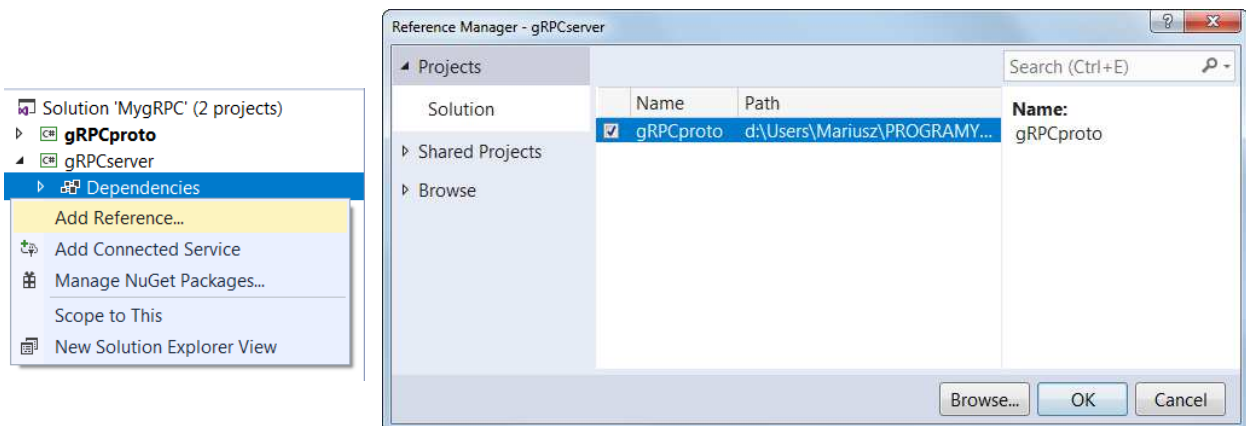 Solution 'MygRPC' (2 projects)
C# gRPCproto
C# gRPCserver
Dependencies
Add Reference...
Add Connected Service
Manage NuGet Packages...
Scope to This
New Solution Explorer View
Reference Manager - gRPCserver
?
Projects
Search (Ctrl+E)
Solution
Shared Projects
Browse
Name Path
gRPCproto d:\Users\Mariusz\PROGRAMY...
Name:
gRPCproto
Browse... OK Cancel